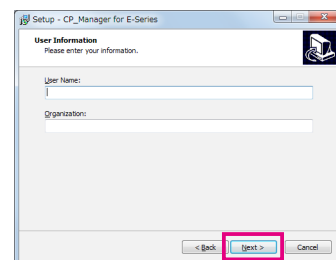 Setup - CP_Manager for E-Series
User Information
Please enter your information.
User Name:
Organization:
< Back
Next >
Cancel